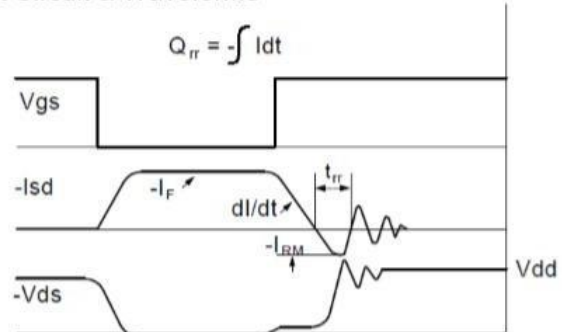 Qrr = -∫ Idt
Vgs
-Isd
-IF
dI/dt
trr
-IRM
Vdd
-Vds